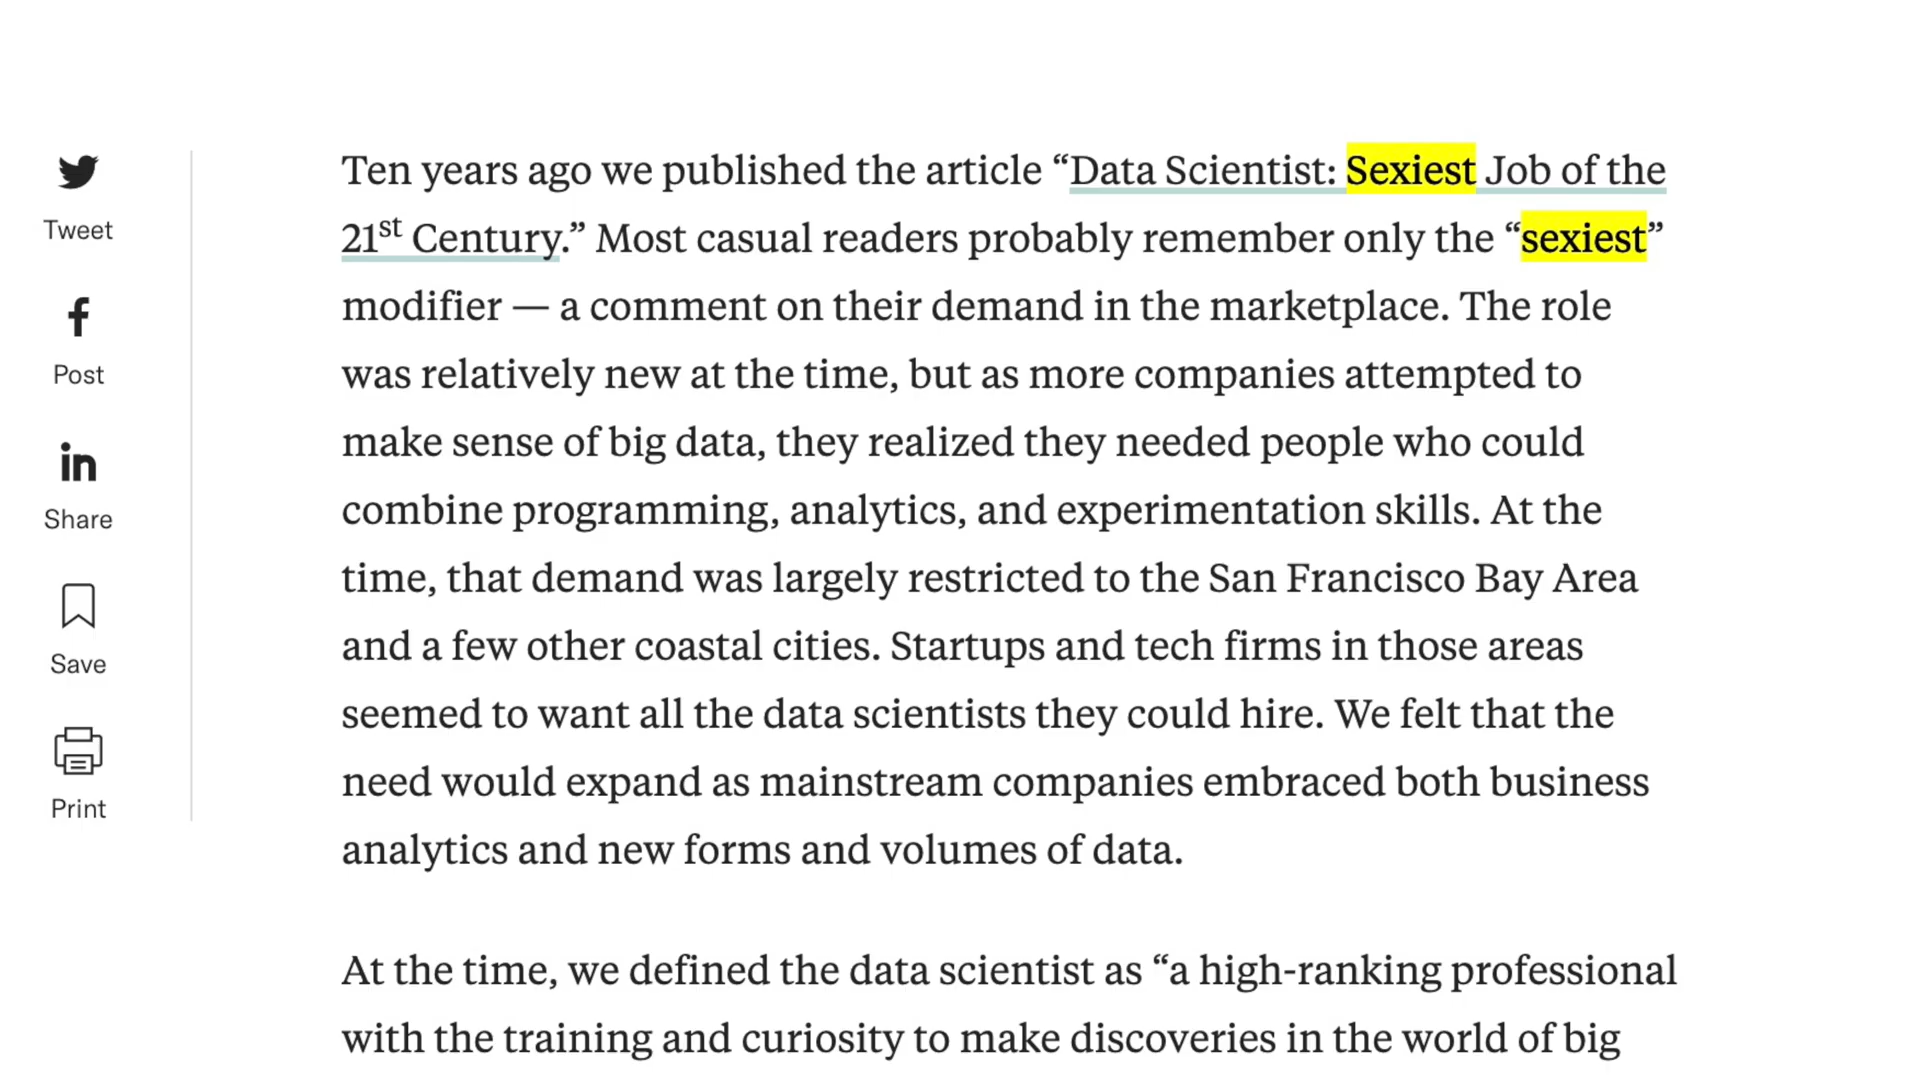 Tweet
Post
Share
Save
Print
Ten years ago we published the article “Data Scientist: Sexiest Job of the
21st Century.” Most casual readers probably remember only the “sexiest”
modifier — a comment on their demand in the marketplace. The role
was relatively new at the time, but as more companies attempted to
make sense of big data, they realized they needed people who could
combine programming, analytics, and experimentation skills. At the
time, that demand was largely restricted to the San Francisco Bay Area
and a few other coastal cities. Startups and tech firms in those areas
seemed to want all the data scientists they could hire. We felt that the
need would expand as mainstream companies embraced both business
analytics and new forms and volumes of data.
At the time, we defined the data scientist as “a high-ranking professional
with the training and curiosity to make discoveries in the world of big